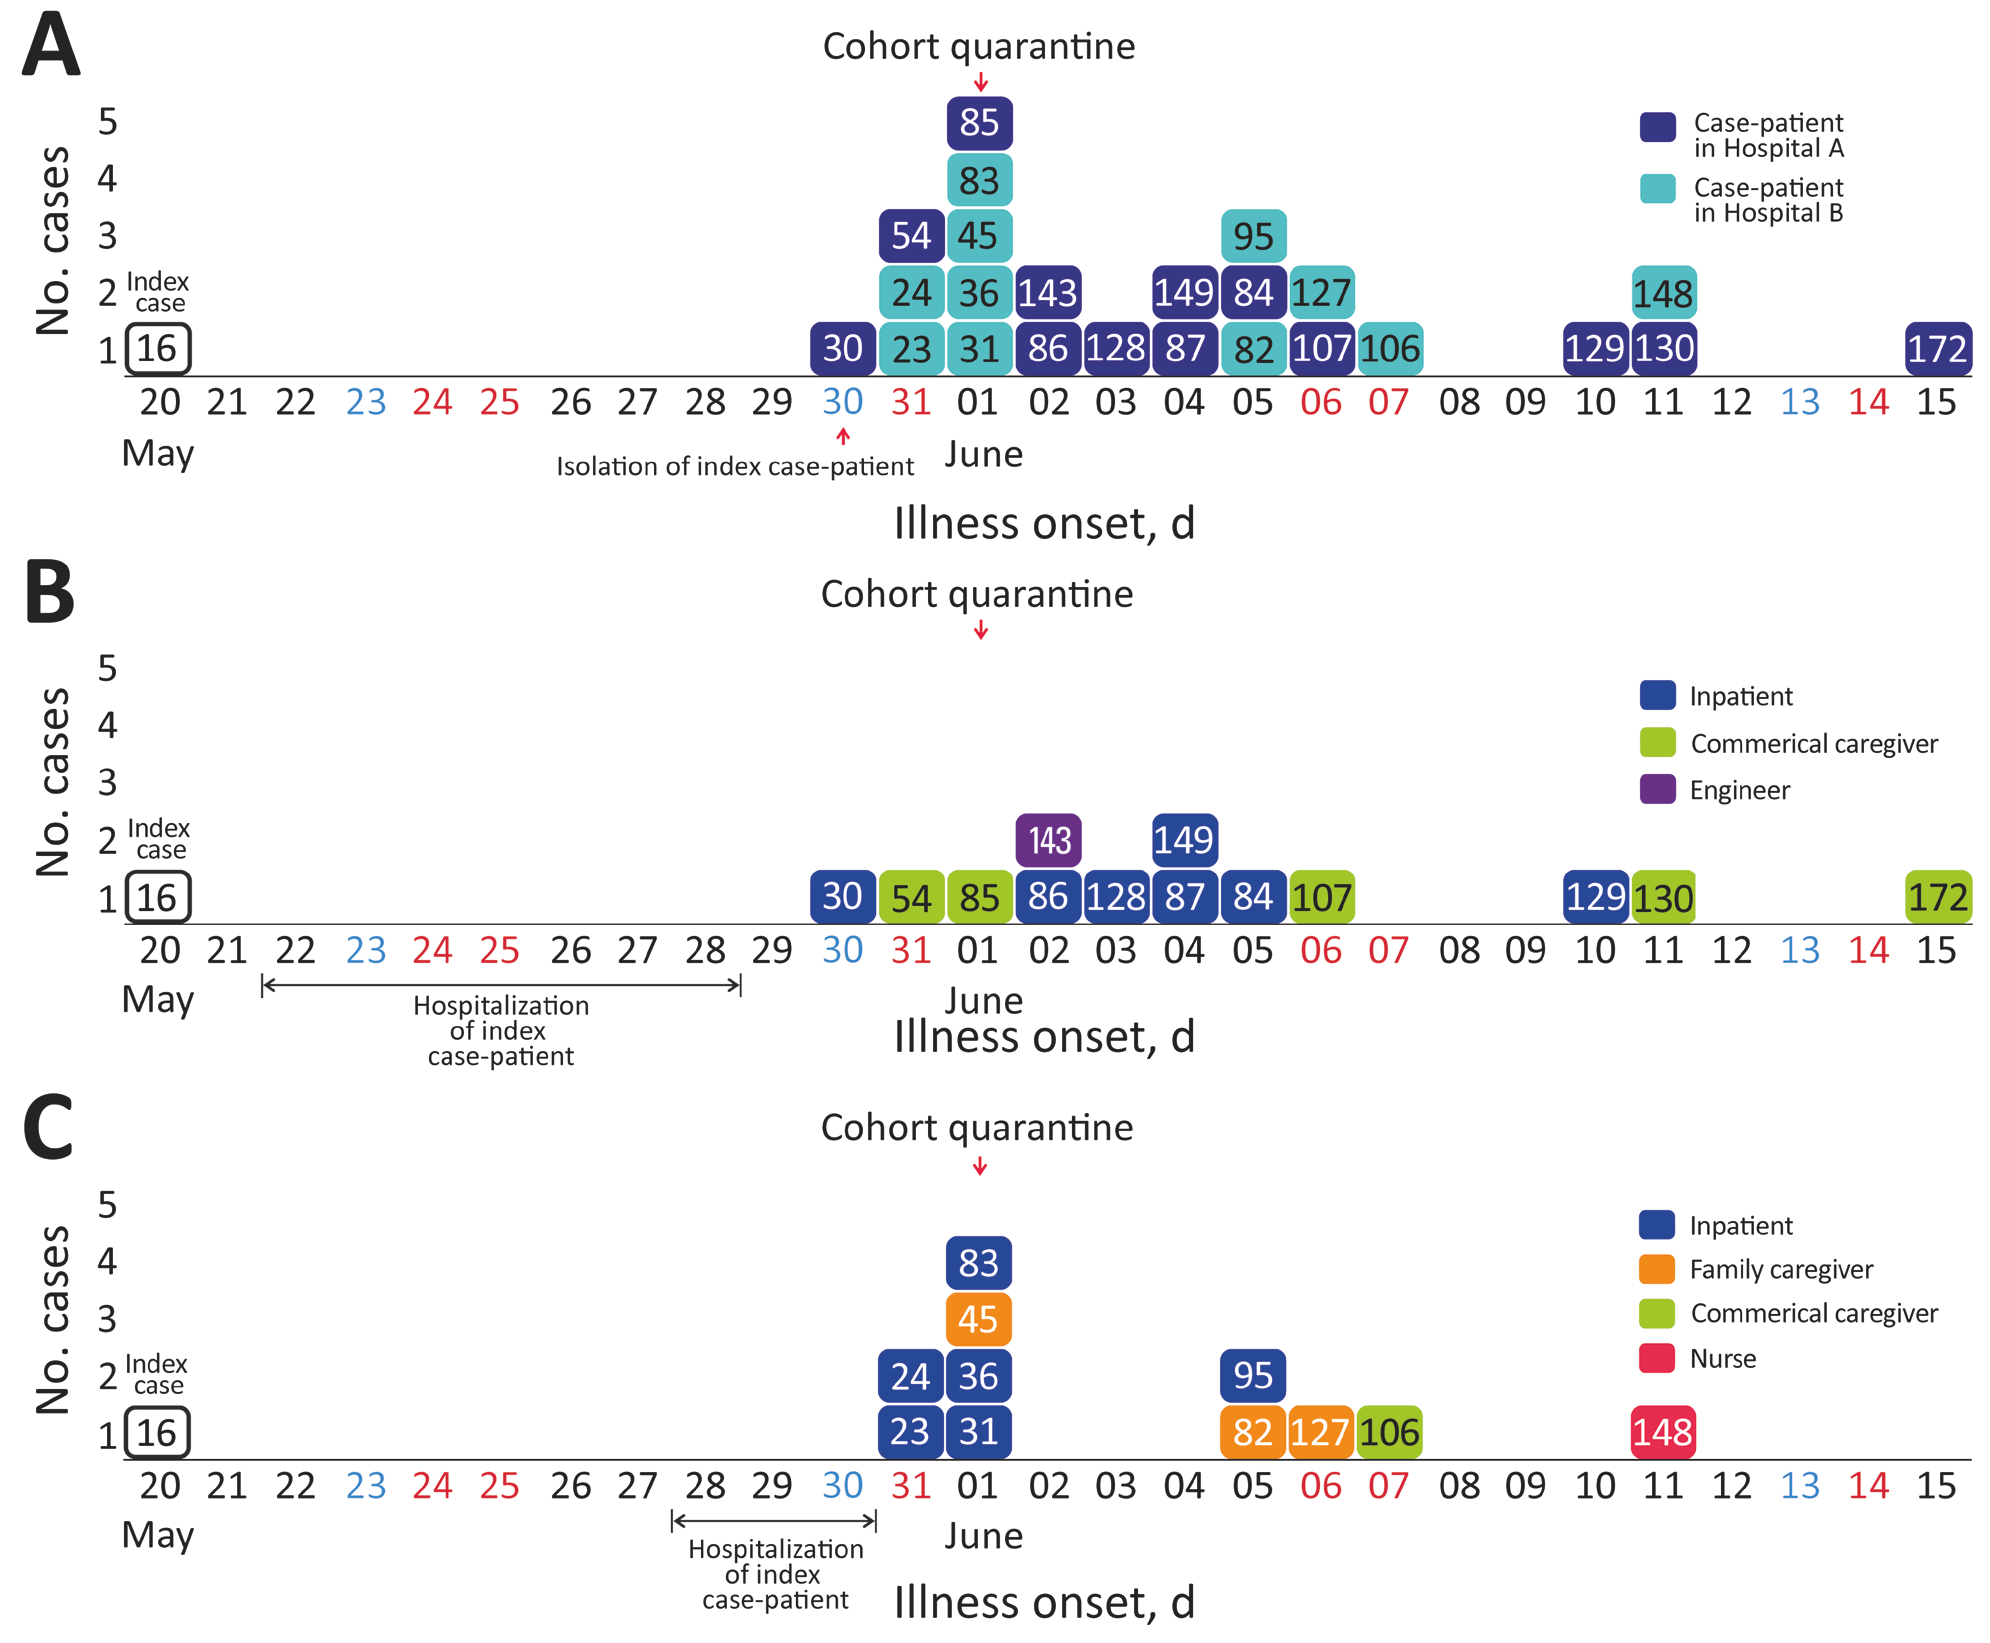 A
Cohort quarantine
5
4
3
2
1
No. cases
Index
case
16
30
54
24
23
85
83
45
36
31
143
86
128
149
87
95
84
82
127
107
106
129
148
130
172
Case-patient
in Hospital A
Case-patient
in Hospital B
20 21 22 23 24 25 26 27 28 29 30 31 01 02 03 04 05 06 07 08 09 10 11 12 13 14 15
May
June
Isolation of index case-patient
Illness onset, d
B
Cohort quarantine
5
4
3
2
1
No. cases
Index
case
16
30
54
85
143
86
128
149
87
84
107
129
130
172
Inpatient
Commerical caregiver
Engineer
20 21 22 23 24 25 26 27 28 29 30 31 01 02 03 04 05 06 07 08 09 10 11 12 13 14 15
May
June
Hospitalization
of index
case-patient
Illness onset, d
C
Cohort quarantine
5
4
3
2
1
No. cases
Index
case
16
24
23
83
45
36
31
95
82
127
106
148
Inpatient
Family caregiver
Commerical caregiver
Nurse
20 21 22 23 24 25 26 27 28 29 30 31 01 02 03 04 05 06 07 08 09 10 11 12 13 14 15
May
June
Hospitalization
of index
case-patient
Illness onset, d